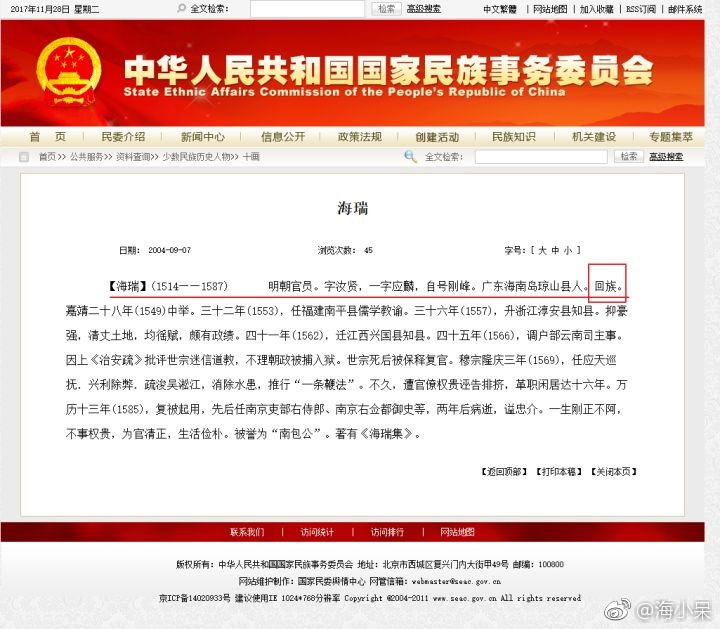 2017年11月28日 星期二 全文检索： 检索 高级搜索 中文繁體 | 网站地图 | 加入收藏 | RSS订阅 | 邮件系统
中华人民共和国国家民族事务委员会
State Ethnic Affairs Commission of the People's Republic of China
首 页 民委介绍 新闻中心 信息公开 政策法规 创建活动 民族知识 机关建设 专题集萃
首页>> 公共服务>> 资料查询>> 少数民族历史人物>> 十画 全文检索： 检索 高级搜索
海瑞
日期: 2004-09-07 浏览次数: 45 字号:[ 大 中 小 ]
【海瑞】(1514——1587) 明朝官员。字汝贤，一字应麟，自号刚峰。广东海南岛琼山县人。回族。
嘉靖二十八年(1549)中举。三十二年(1553)，任福建南平县儒学教谕。三十六年(1557)，升浙江淳安县知县。抑豪
强，清丈土地，均徭赋，颇有政绩。四十一年(1562)，迁江西兴国县知县。四十五年(1566)，调户部云南司主事。
因上《治安疏》批评世宗迷信道教，不理朝政被捕入狱。世宗死后被保释复官。穆宗隆庆三年(1569)，任应天巡
抚．兴利除弊．疏浚吴淞江，消除水患，推行“一条鞭法”。不久，遭官僚权贵诬告排挤，革职闲居达十六年。万
历十三年(1585)，复被起用，先后任南京吏部右侍郎、南京右佥都御史等，两年后病逝，谥忠介。一生刚正不阿，
不事权贵，为官清正，生活俭朴。被誉为“南包公”。著有《海瑞集》。
【返回顶部】 【打印本稿】 【关闭本页】
联系我们 | 访问统计 | 访问排行 | 网站地图
版权所有：中华人民共和国国家民族事务委员会 地址：北京市西城区复兴门内大街甲49号 邮编：100800
网站维护制作：国家民委舆情中心 网管信箱：webmaster@seac.gov.cn
京ICP备14020933号 建议使用IE 1024*768分辨率 Copyright @2004-2011 www.seac.gov.cn All rights reserved
@海小呆